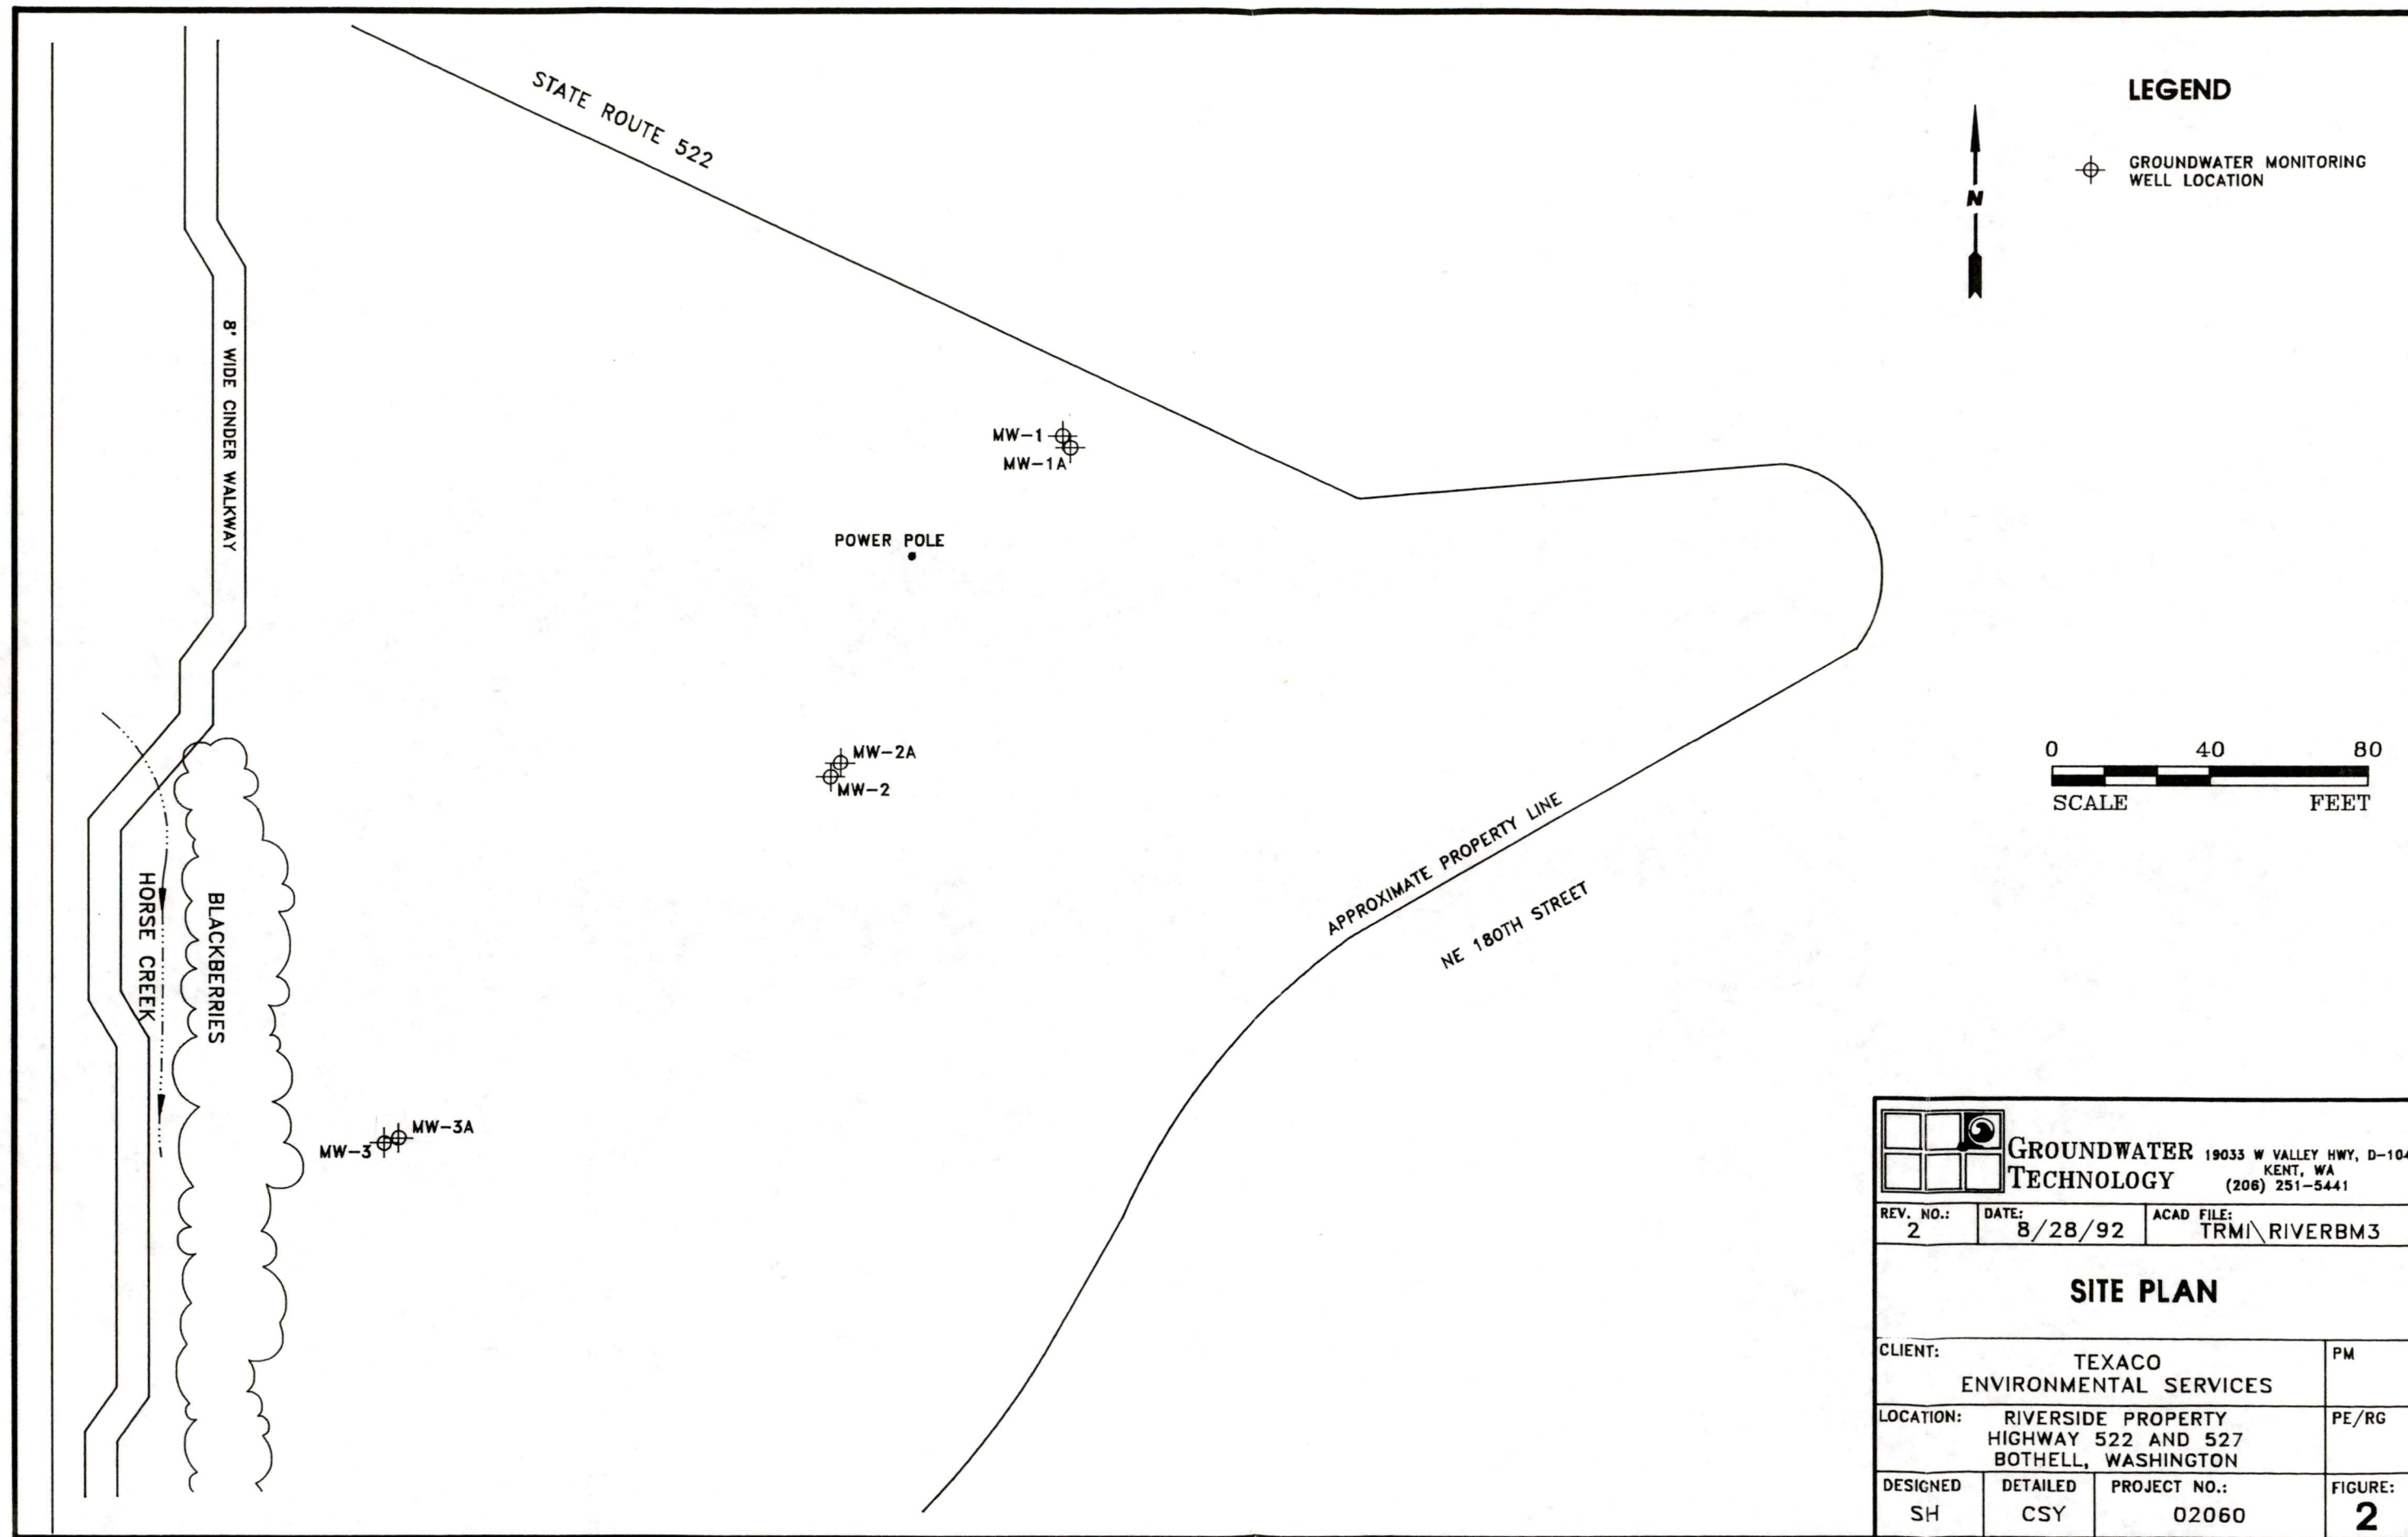 STATE ROUTE 522
LEGEND
GROUNDWATER MONITORING
WELL LOCATION
N
8' WIDE CINDER WALKWAY
MW-1
MW-1A
POWER POLE
MW-2A
MW-2
0 40 80
SCALE FEET
APPROXIMATE PROPERTY LINE
NE 180TH STREET
HORSE CREEK
BLACKBERRIES
MW-3A
MW-3
GROUNDWATER
TECHNOLOGY
19033 W VALLEY HWY, D-104
KENT, WA
(206) 251-5441
REV. NO.:
2
DATE:
8/28/92
ACAD FILE:
TRMI\RIVERBM3
SITE PLAN
CLIENT:
TEXACO
ENVIRONMENTAL SERVICES
PM
LOCATION:
RIVERSIDE PROPERTY
HIGHWAY 522 AND 527
BOTHELL, WASHINGTON
PE/RG
DESIGNED
SH
DETAILED
CSY
PROJECT NO.:
02060
FIGURE:
2